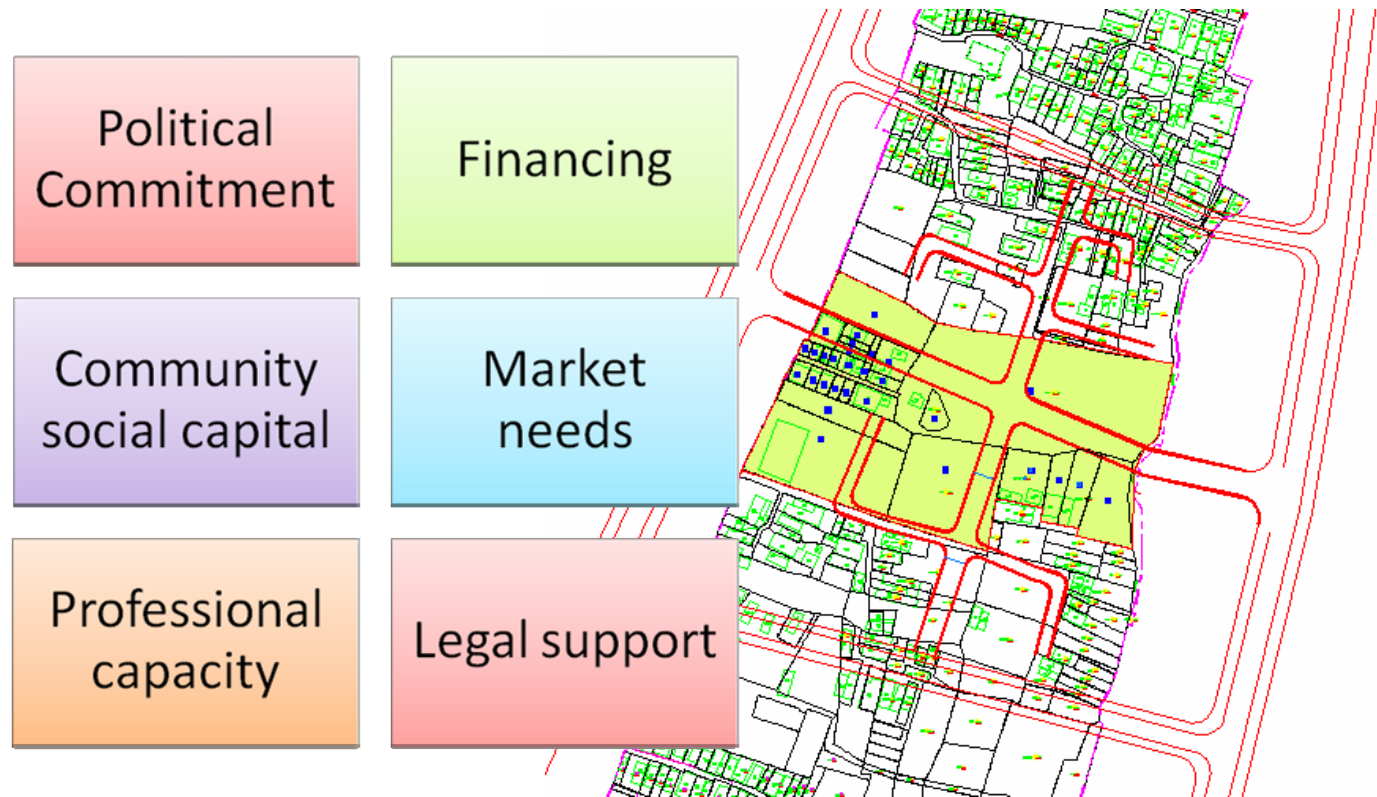 Political
Commitment
Financing
Community
social capital
Market
needs
Professional
capacity
Legal support